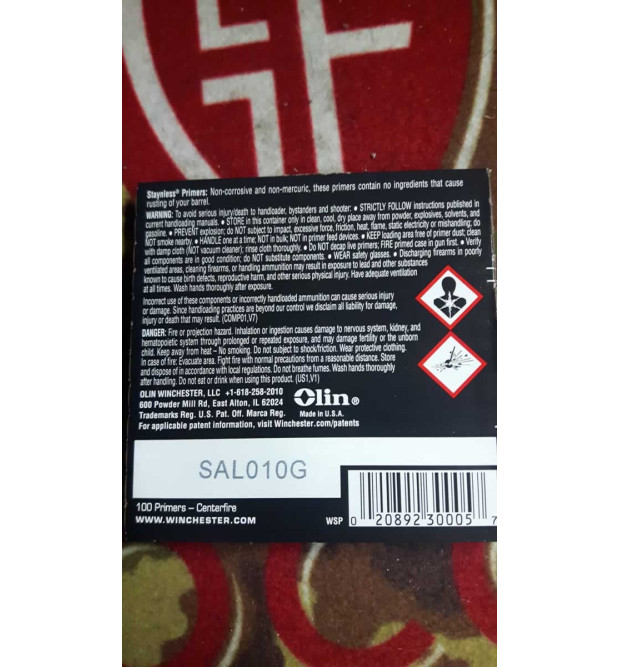 Staynless® Primers: Non-corrosive and non-mercuric, these primers contain no ingredients that cause
rusting of your barrel.
WARNING: To avoid serious injury/death to handloader, bystanders and shooter: • STRICTLY FOLLOW instructions published in
current handloading manuals. • STORE in this container only in clean, cool, dry place away from powder, explosives, solvents, and
gasoline. • PREVENT explosion; do NOT subject to impact, excessive force, friction, heat, flame, static electricity or mishandling; do
NOT smoke nearby. • HANDLE one at a time; NOT in bulk; NOT in primer feed devices. • KEEP loading area free of primer dust; clean
with damp cloth (NOT vacuum cleaner); rinse cloth thoroughly. • Do NOT decap live primers; FIRE primed case in gun first. • Verify
all components are in good condition; do NOT substitute components. • WEAR safety glasses. • Discharging firearms in poorly
ventilated areas, cleaning firearms, or handling ammunition may result in exposure to lead and other substances
known to cause birth defects, reproductive harm, and other serious physical injury. Have adequate ventilation
at all times. Wash hands thoroughly after exposure.
Incorrect use of these components or incorrectly handloaded ammunition can cause serious injury
or damage. Since handloading practices are beyond our control we disclaim all liability for damage,
injury or death that may result. (COMP01,V7)
DANGER: Fire or projection hazard. Inhalation or ingestion causes damage to nervous system, kidney, and
hematopoietic system through prolonged or repeated exposure, and may damage fertility or the unborn
child. Keep away from heat – No smoking. Do not subject to shock/friction. Wear protective clothing.
In case of fire: Evacuate area. Fight fire with normal precautions from a reasonable distance. Store
and dispose of in accordance with local regulations. Do not breathe fumes. Wash hands thoroughly
after handling. Do not eat or drink when using this product. (US1,V1)
OLIN WINCHESTER, LLC +1-618-258-2010
600 Powder Mill Rd, East Alton, IL 62024
Olin®
Trademarks Reg. U.S. Pat. Off. Marca Reg.
Made in U.S.A.
For applicable patent information, visit Winchester.com/patents
SAL010G
100 Primers – Centerfire
WWW.WINCHESTER.COM
WSP
0 20892 30005 7